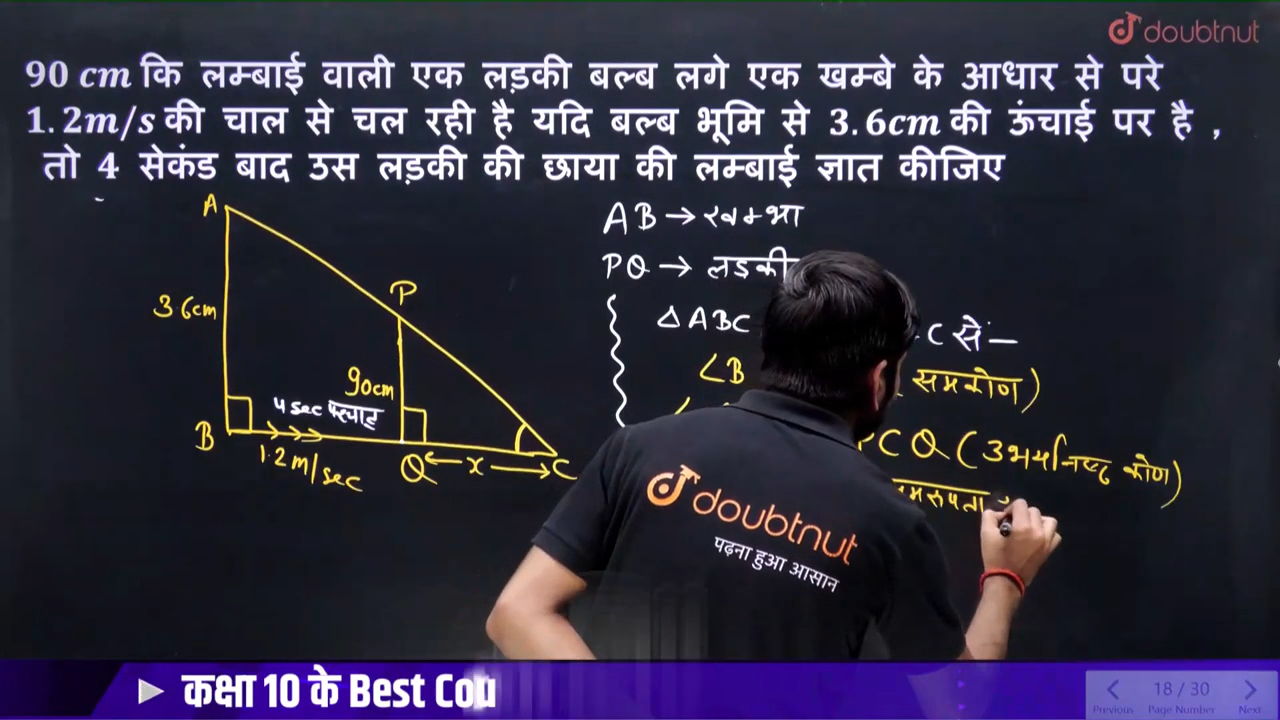 doubtnut
90 cm कि लम्बाई वाली एक लड़की बल्ब लगे एक खम्बे के आधार से परे
1.2m/s की चाल से चल रही है यदि बल्ब भूमि से 3.6cm की ऊंचाई पर है ,
तो 4 सेकंड बाद उस लड़की की छाया की लम्बाई ज्ञात कीजिए
A
3.6cm
B
P
90cm
4 sec पश्चात
1.2 m/sec
Q
x
C
AB → खम्भा
PQ → लड़की
△ABC
C से:—
∠B
समकोण)
PCQ (उभयनिष्ठ कोण)
doubtnut
पढ़ना हुआ आसान
कक्षा 10 के Best Cou
18 / 30
Previous Page Number Next